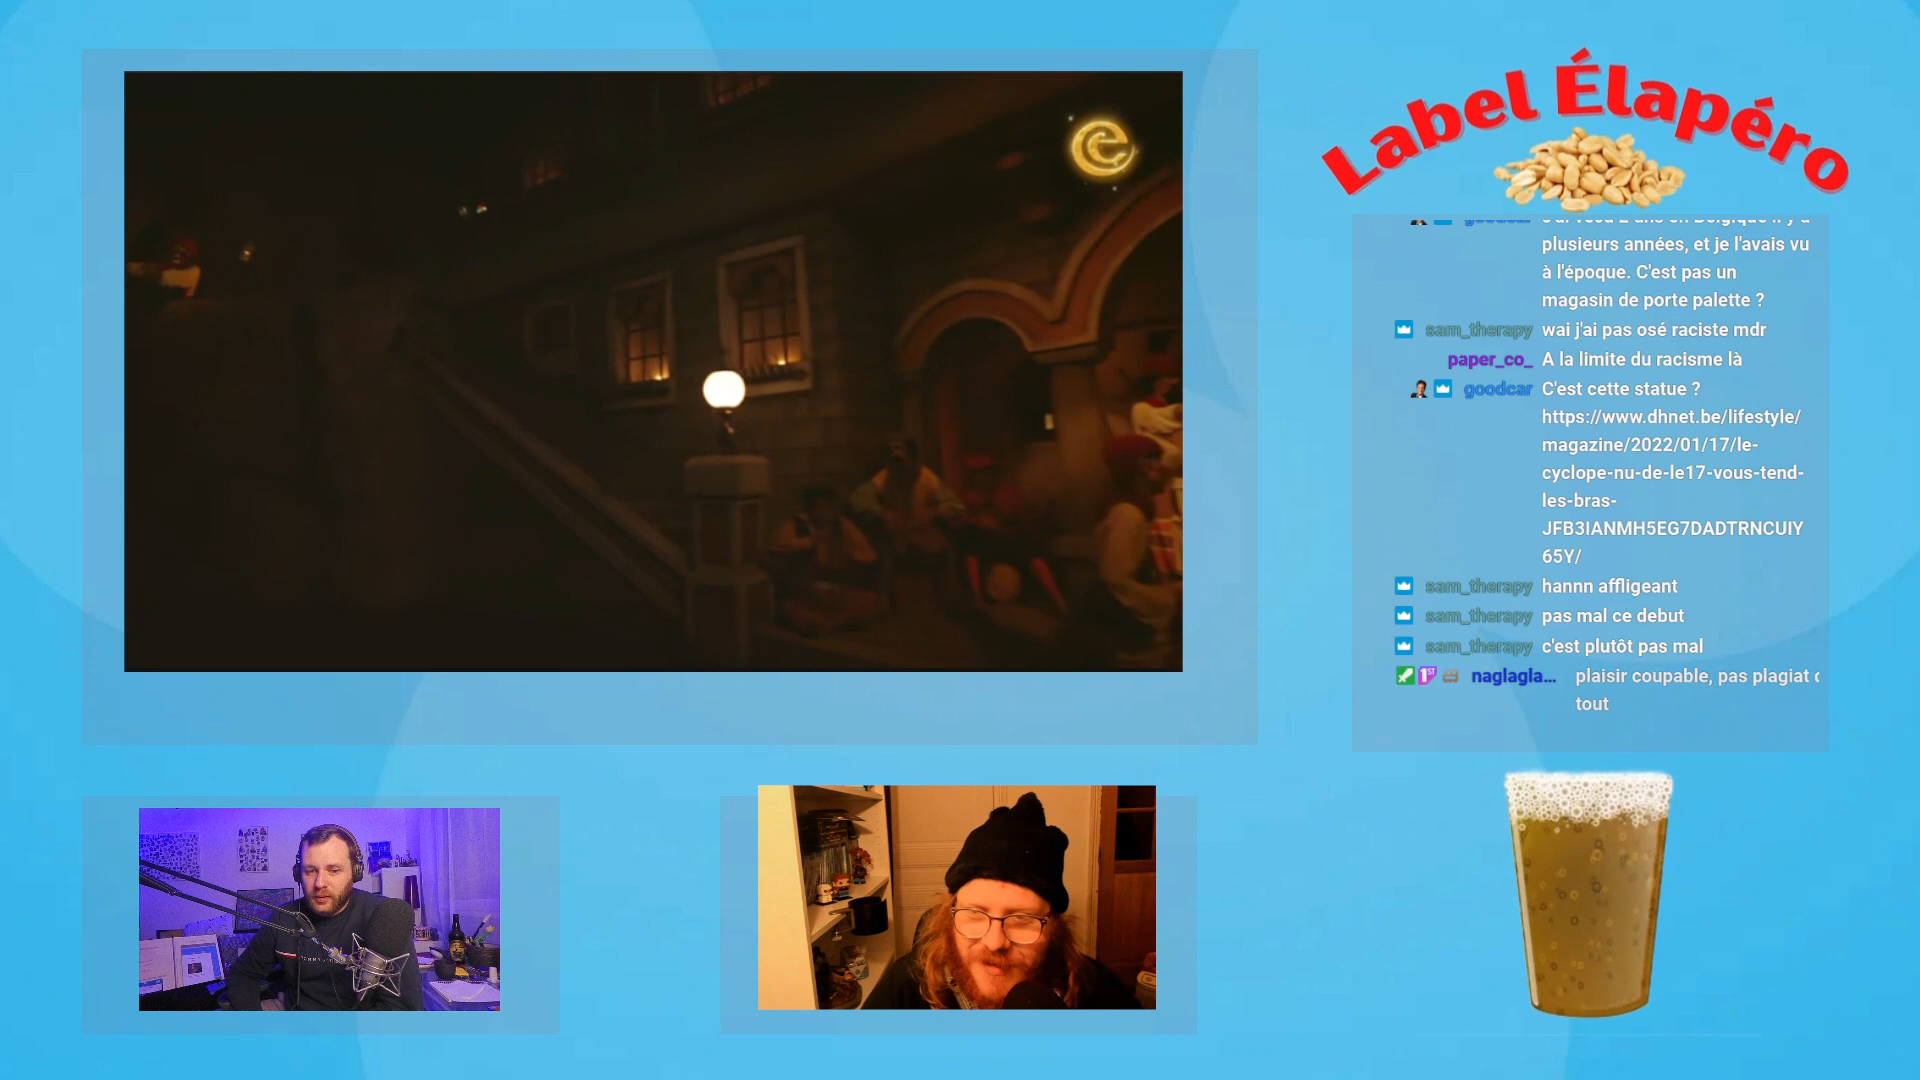 Label Élapéro
plusieurs années, et je l'avais vu
à l'époque. C'est pas un
magasin de porte palette ?
sam_therapy wai j'ai pas osé raciste mdr
paper_co_ A la limite du racisme là
goodcar C'est cette statue ?
https://www.dhnet.be/lifestyle/
magazine/2022/01/17/le-
cyclope-nu-de-le17-vous-tend-
les-bras-
JFB3IANMH5EG7DADTRNCUIY
65Y/
sam_therapy hannn affligeant
sam_therapy pas mal ce debut
sam_therapy c'est plutôt pas mal
naglagla... plaisir coupable, pas plagiat
tout